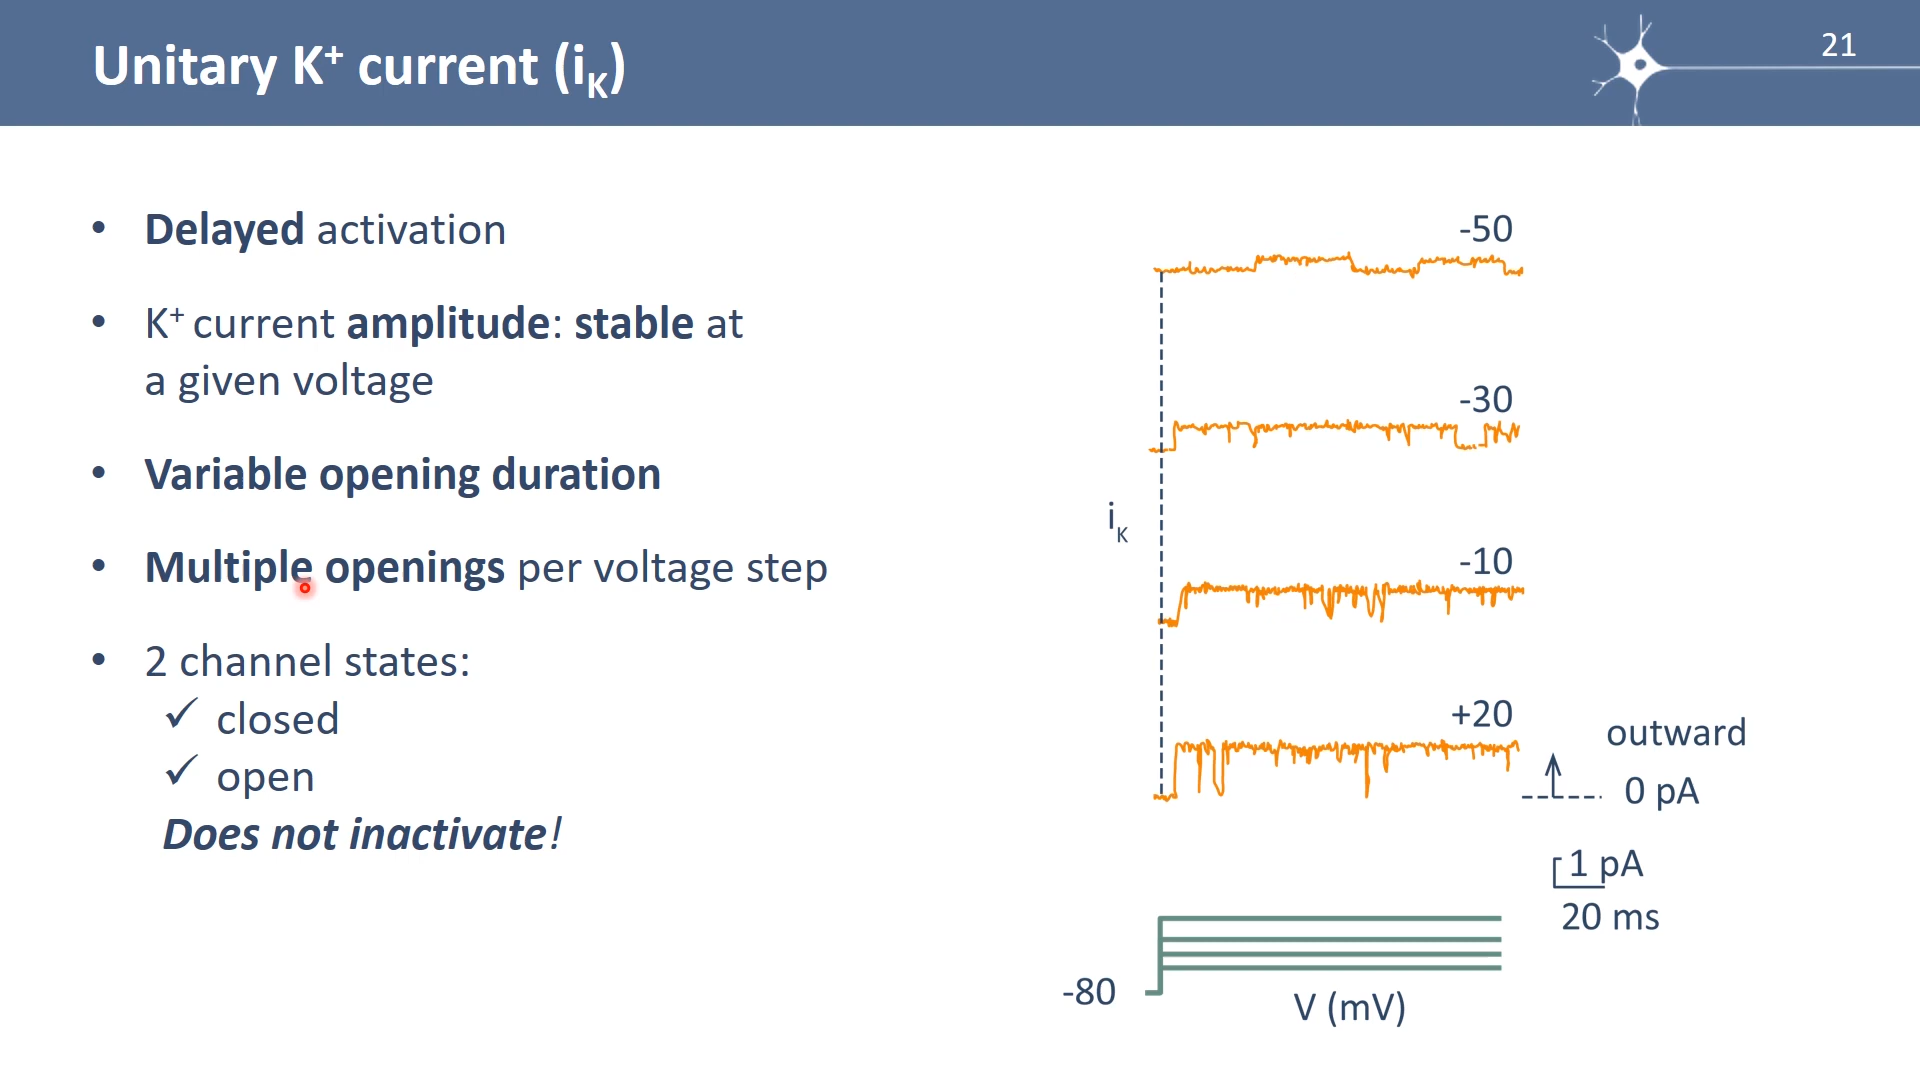 Unitary K⁺ current (iK)
21
• Delayed activation
• K⁺ current amplitude: stable at
a given voltage
• Variable opening duration
• Multiple openings per voltage step
• 2 channel states:
✓ closed
✓ open
Does not inactivate!
-50
-30
iK
-10
+20
outward
0 pA
1 pA
20 ms
-80
V (mV)